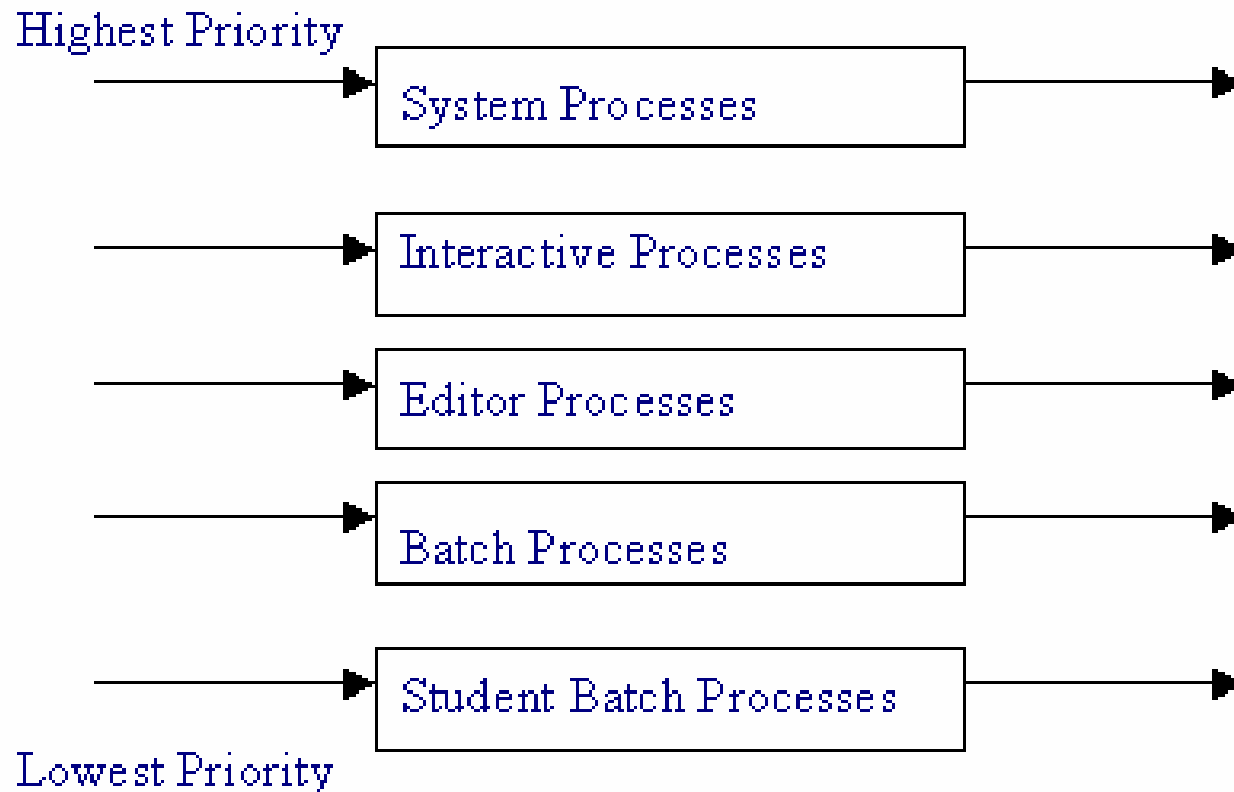 Highest Priority
System Processes
Interactive Processes
Editor Processes
Batch Processes
Student Batch Processes
Lowest Priority